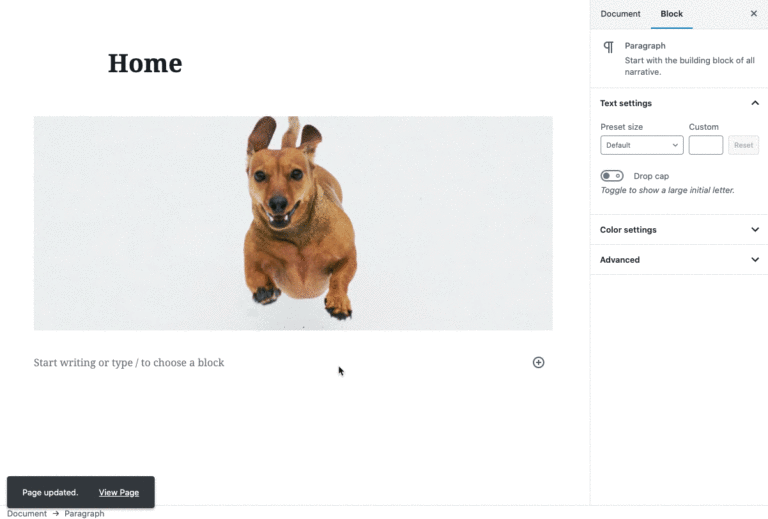 Document Block
Home
Paragraph
Start with the building block of all
narrative.
Text settings
Preset size Custom
Default Reset
Drop cap
Toggle to show a large initial letter.
Color settings
Advanced
Start writing or type / to choose a block
Page updated. View Page
Document → Paragraph